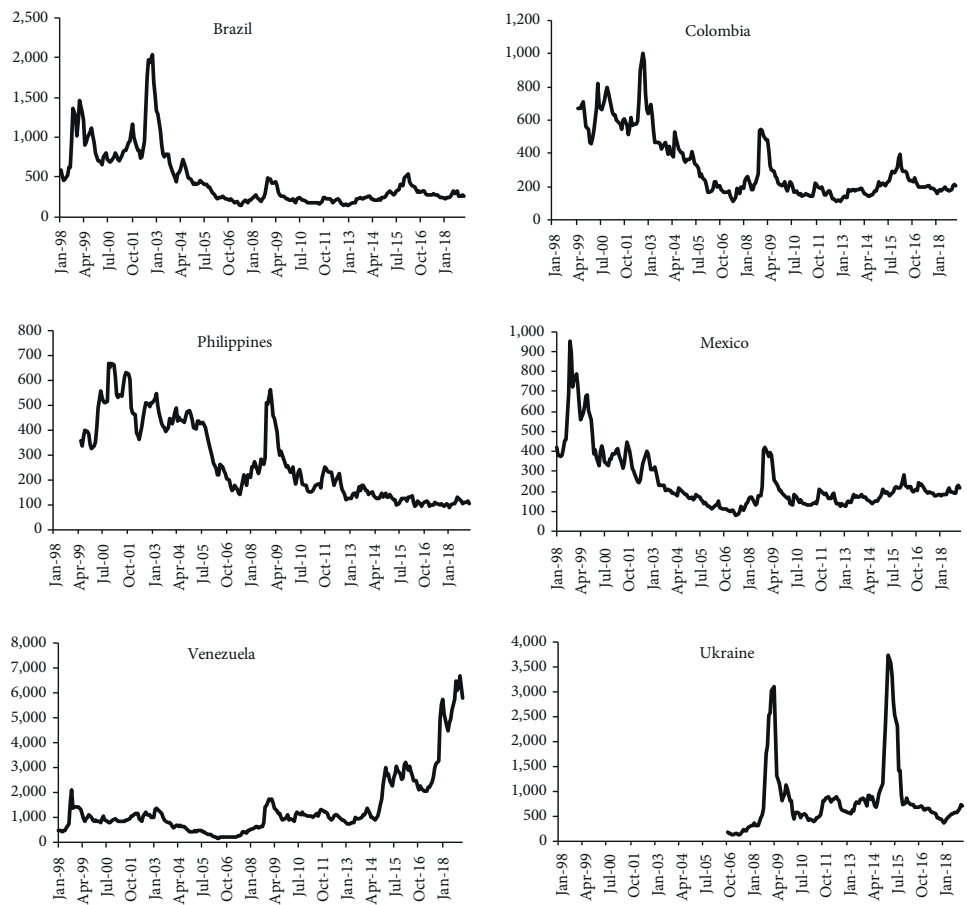 Brazil
2,500
2,000
1,500
1,000
500
0
Jan-98
Apr-99
Jul-00
Oct-01
Jan-03
Apr-04
Jul-05
Oct-06
Jan-08
Apr-09
Jul-10
Oct-11
Jan-13
Apr-14
Jul-15
Oct-16
Jan-18
Colombia
1,200
1,000
800
600
400
200
0
Jan-98
Apr-99
Jul-00
Oct-01
Jan-03
Apr-04
Jul-05
Oct-06
Jan-08
Apr-09
Jul-10
Oct-11
Jan-13
Apr-14
Jul-15
Oct-16
Jan-18
Philippines
800
700
600
500
400
300
200
100
0
Jan-98
Apr-99
Jul-00
Oct-01
Jan-03
Apr-04
Jul-05
Oct-06
Jan-08
Apr-09
Jul-10
Oct-11
Jan-13
Apr-14
Jul-15
Oct-16
Jan-18
Mexico
1,000
900
800
700
600
500
400
300
200
100
0
Jan-98
Apr-99
Jul-00
Oct-01
Jan-03
Apr-04
Jul-05
Oct-06
Jan-08
Apr-09
Jul-10
Oct-11
Jan-13
Apr-14
Jul-15
Oct-16
Jan-18
Venezuela
8,000
7,000
6,000
5,000
4,000
3,000
2,000
1,000
0
Jan-98
Apr-99
Jul-00
Oct-01
Jan-03
Apr-04
Jul-05
Oct-06
Jan-08
Apr-09
Jul-10
Oct-11
Jan-13
Apr-14
Jul-15
Oct-16
Jan-18
Ukraine
4,000
3,500
3,000
2,500
2,000
1,500
1,000
500
0
Jan-98
Apr-99
Jul-00
Oct-01
Jan-03
Apr-04
Jul-05
Oct-06
Jan-08
Apr-09
Jul-10
Oct-11
Jan-13
Apr-14
Jul-15
Oct-16
Jan-18